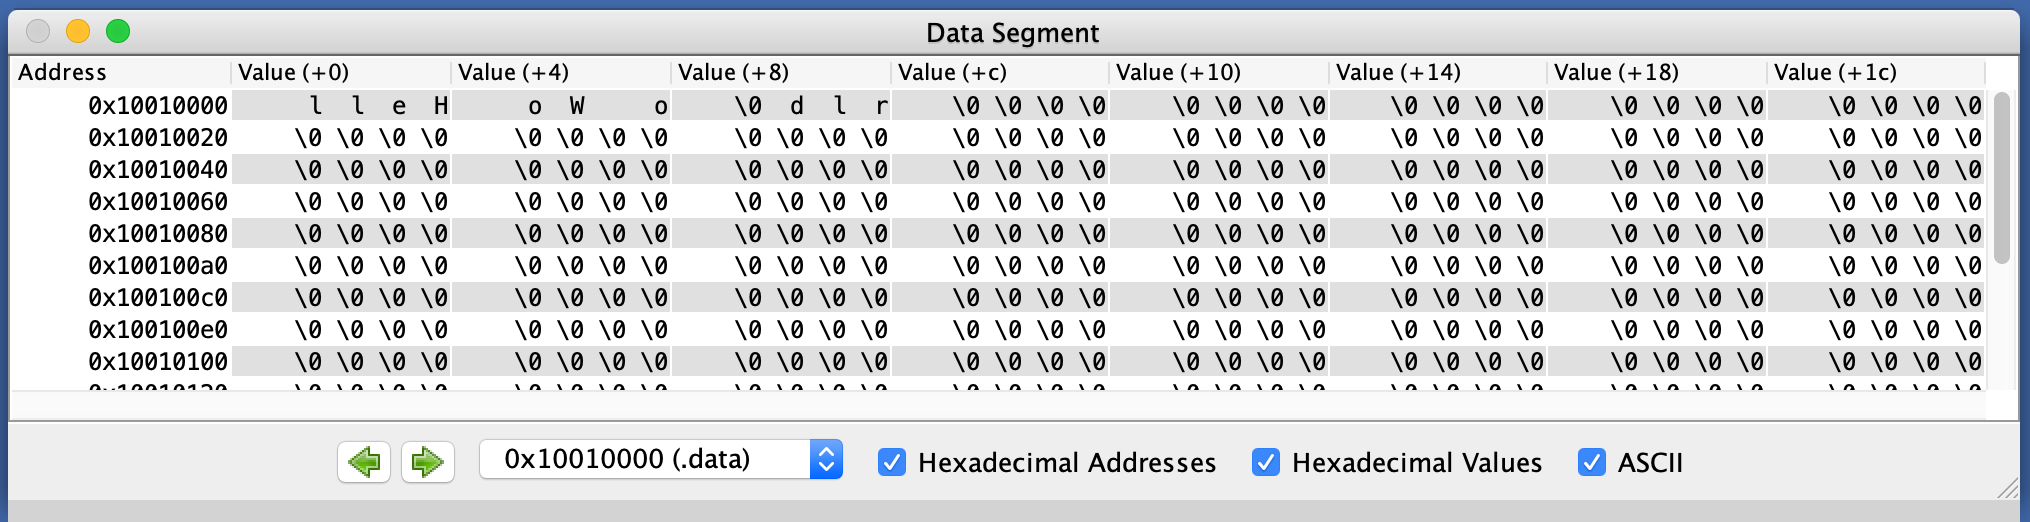 Data Segment
Address Value (+0) Value (+4) Value (+8) Value (+c) Value (+10) Value (+14) Value (+18) Value (+1c)
0x10010000 l l e H o W o \0 d l r \0 \0 \0 \0 \0 \0 \0 \0 \0 \0 \0 \0 \0 \0 \0 \0 \0 \0 \0 \0
0x10010020 \0 \0 \0 \0 \0 \0 \0 \0 \0 \0 \0 \0 \0 \0 \0 \0 \0 \0 \0 \0 \0 \0 \0 \0 \0 \0 \0 \0 \0 \0 \0 \0
0x10010040 \0 \0 \0 \0 \0 \0 \0 \0 \0 \0 \0 \0 \0 \0 \0 \0 \0 \0 \0 \0 \0 \0 \0 \0 \0 \0 \0 \0 \0 \0 \0 \0
0x10010060 \0 \0 \0 \0 \0 \0 \0 \0 \0 \0 \0 \0 \0 \0 \0 \0 \0 \0 \0 \0 \0 \0 \0 \0 \0 \0 \0 \0 \0 \0 \0 \0
0x10010080 \0 \0 \0 \0 \0 \0 \0 \0 \0 \0 \0 \0 \0 \0 \0 \0 \0 \0 \0 \0 \0 \0 \0 \0 \0 \0 \0 \0 \0 \0 \0 \0
0x100100a0 \0 \0 \0 \0 \0 \0 \0 \0 \0 \0 \0 \0 \0 \0 \0 \0 \0 \0 \0 \0 \0 \0 \0 \0 \0 \0 \0 \0 \0 \0 \0 \0
0x100100c0 \0 \0 \0 \0 \0 \0 \0 \0 \0 \0 \0 \0 \0 \0 \0 \0 \0 \0 \0 \0 \0 \0 \0 \0 \0 \0 \0 \0 \0 \0 \0 \0
0x100100e0 \0 \0 \0 \0 \0 \0 \0 \0 \0 \0 \0 \0 \0 \0 \0 \0 \0 \0 \0 \0 \0 \0 \0 \0 \0 \0 \0 \0 \0 \0 \0 \0
0x10010100 \0 \0 \0 \0 \0 \0 \0 \0 \0 \0 \0 \0 \0 \0 \0 \0 \0 \0 \0 \0 \0 \0 \0 \0 \0 \0 \0 \0 \0 \0 \0 \0
0x10010000 (.data) Hexadecimal Addresses Hexadecimal Values ASCII